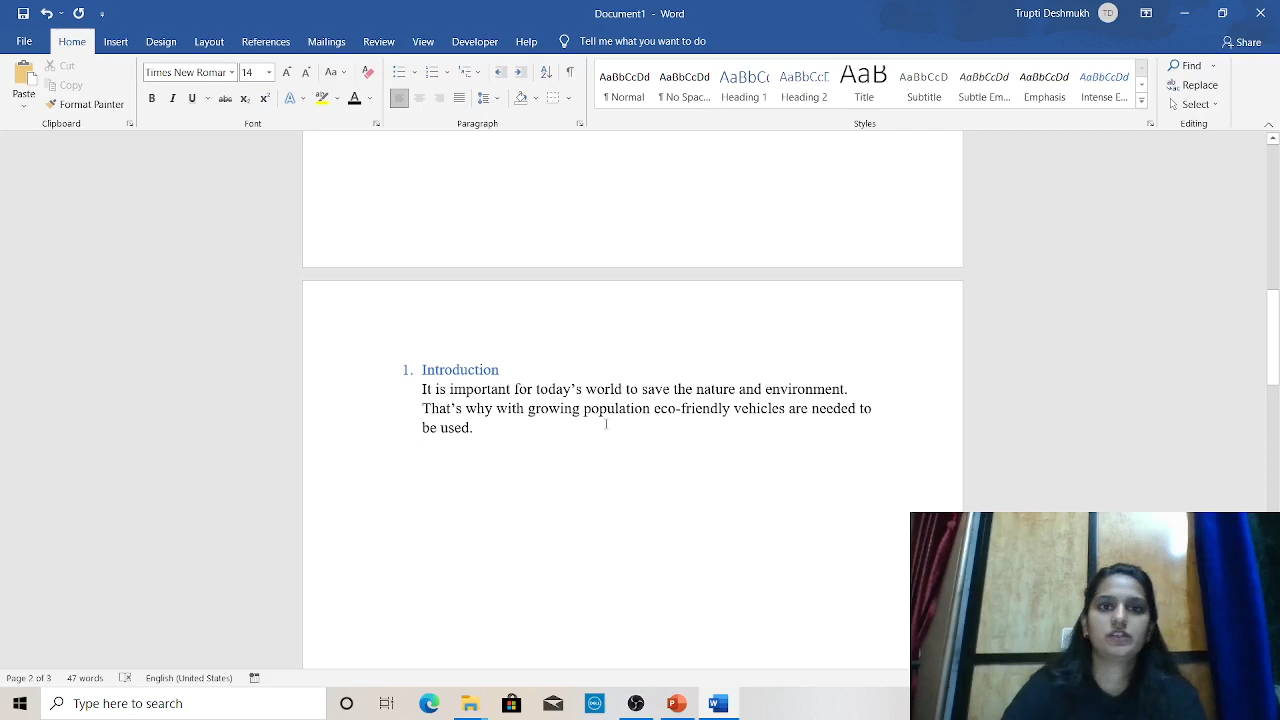 Document1 - Word
Trupti Deshmukh
TD
File Home Insert Design Layout References Mailings Review View Developer Help Tell me what you want to do
Share
Paste
Cut
Copy
Format Painter
Clipboard
Times New Romar 14
Font
Paragraph
AaBbCcDd AaBbCcDd AaBbCc AaBbCcE AaB AaBbCcDd AaBbCcDd AaBbCcDd AaBbCcDd
¶ Normal ¶ No Spac... Heading 1 Heading 2 Title Subtitle Subtle Em... Emphasis Intense E...
Styles
Find
Replace
Select
Editing
1. Introduction
It is important for today's world to save the nature and environment.
That's why with growing population eco-friendly vehicles are needed to
be used.
Page 2 of 3 47 words English (United States)
Type here to search